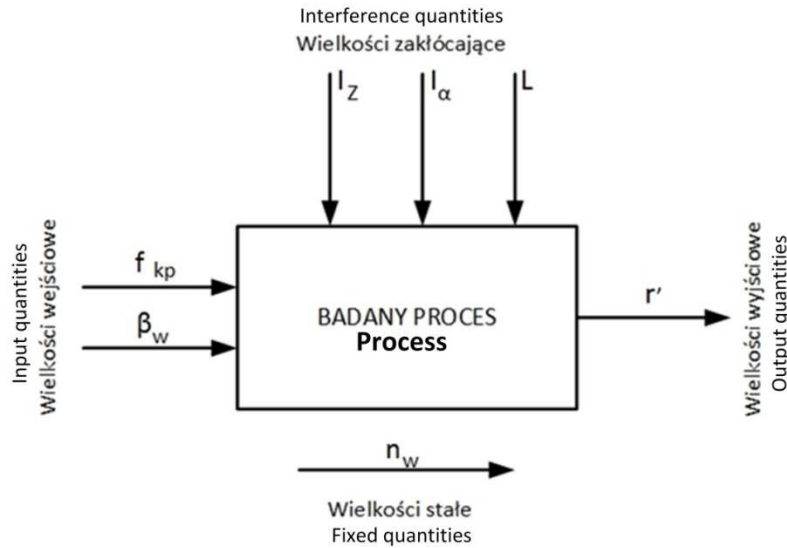 Interference quantities
Wielkości zakłócające
I_Z
I_α
L
Input quantities
Wielkości wejściowe
f_kp
β_w
BADANY PROCES
Process
r'
Wielkości wyjściowe
Output quantities
n_w
Wielkości stałe
Fixed quantities